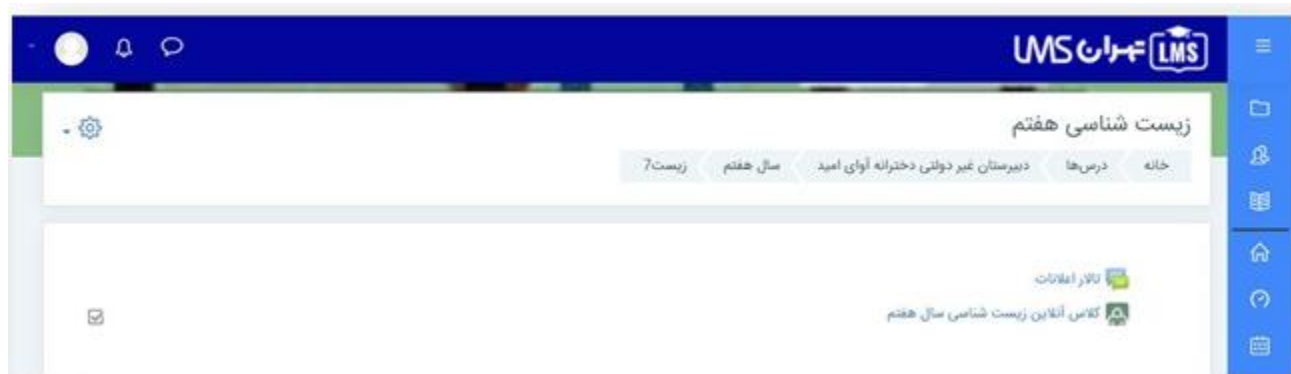 LMS تهران LMS
زیست شناسی هفتم
خانه درس‌ها دبیرستان غیر دولتی دخترانه آوای امید سال هفتم زیست7
تالار اعلانات
کلاس آنلاین زیست شناسی سال هفتم